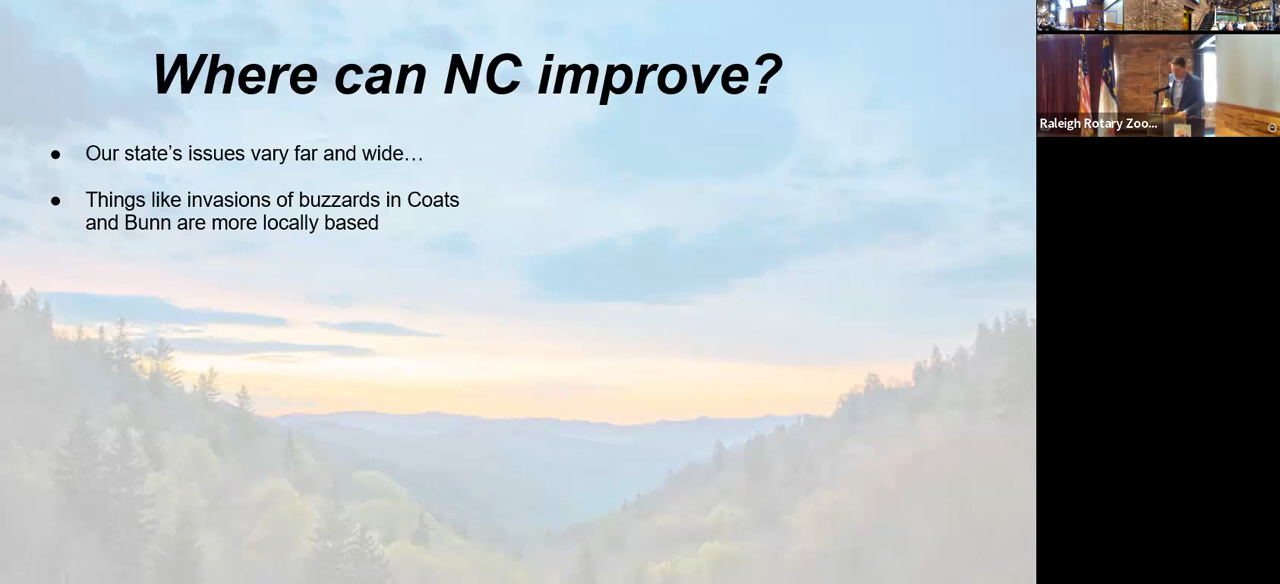 Where can NC improve?
● Our state’s issues vary far and wide…
● Things like invasions of buzzards in Coats
and Bunn are more locally based
Raleigh Rotary Zoo...